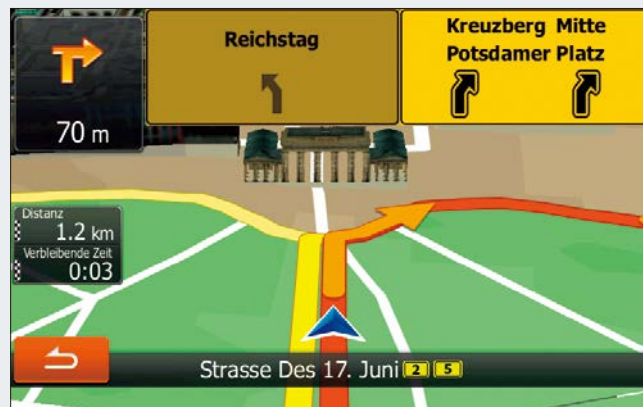 Reichstag
Kreuzberg Mitte
Potsdamer Platz
70 m
Distanz
1.2 km
Verbleibende Zeit
0:03
Strasse Des 17. Juni 2 5